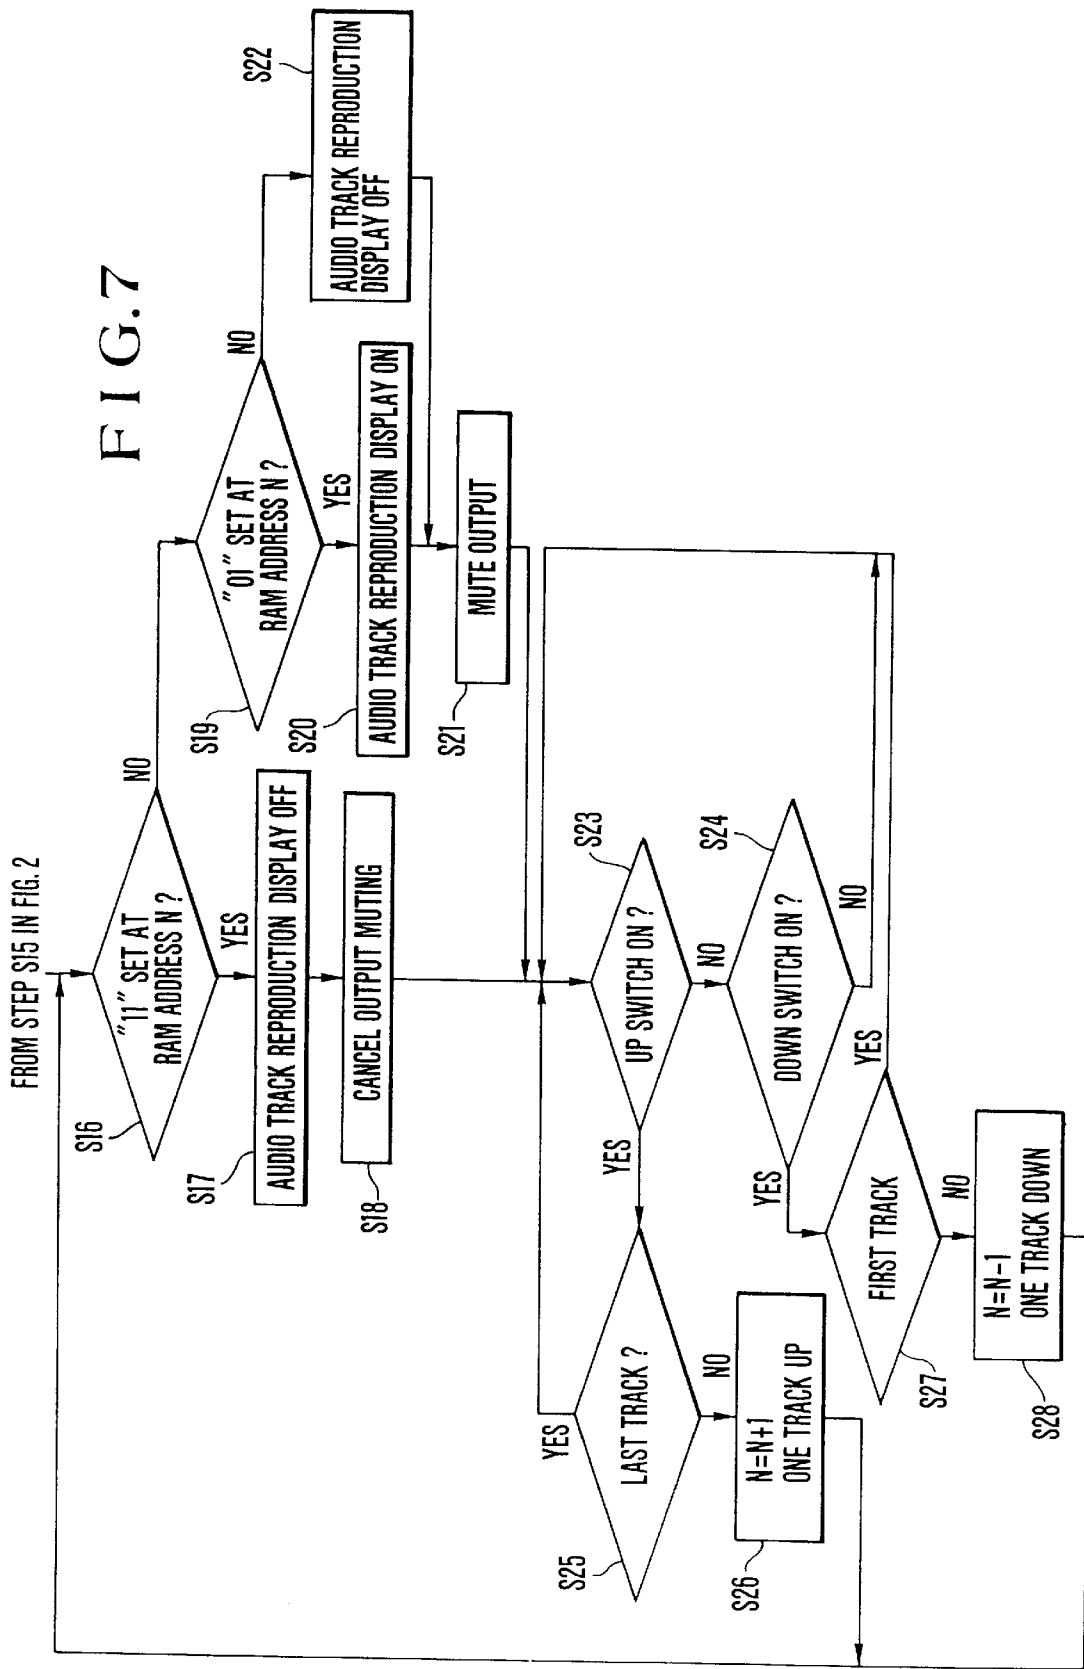 FIG.7
FROM STEP S15 IN FIG. 2
S16
"11" SET AT
RAM ADDRESS N ?
NO
YES
S17
AUDIO TRACK REPRODUCTION DISPLAY OFF
S18
CANCEL OUTPUT MUTING
S19
"01" SET AT
RAM ADDRESS N ?
NO
YES
S20
AUDIO TRACK REPRODUCTION DISPLAY ON
S21
MUTE OUTPUT
S22
AUDIO TRACK REPRODUCTION
DISPLAY OFF
S23
UP SWITCH ON ?
YES
NO
S24
DOWN SWITCH ON ?
YES
NO
S25
LAST TRACK ?
YES
NO
S26
N=N+1
ONE TRACK UP
S27
FIRST TRACK
YES
NO
S28
N=N-1
ONE TRACK DOWN